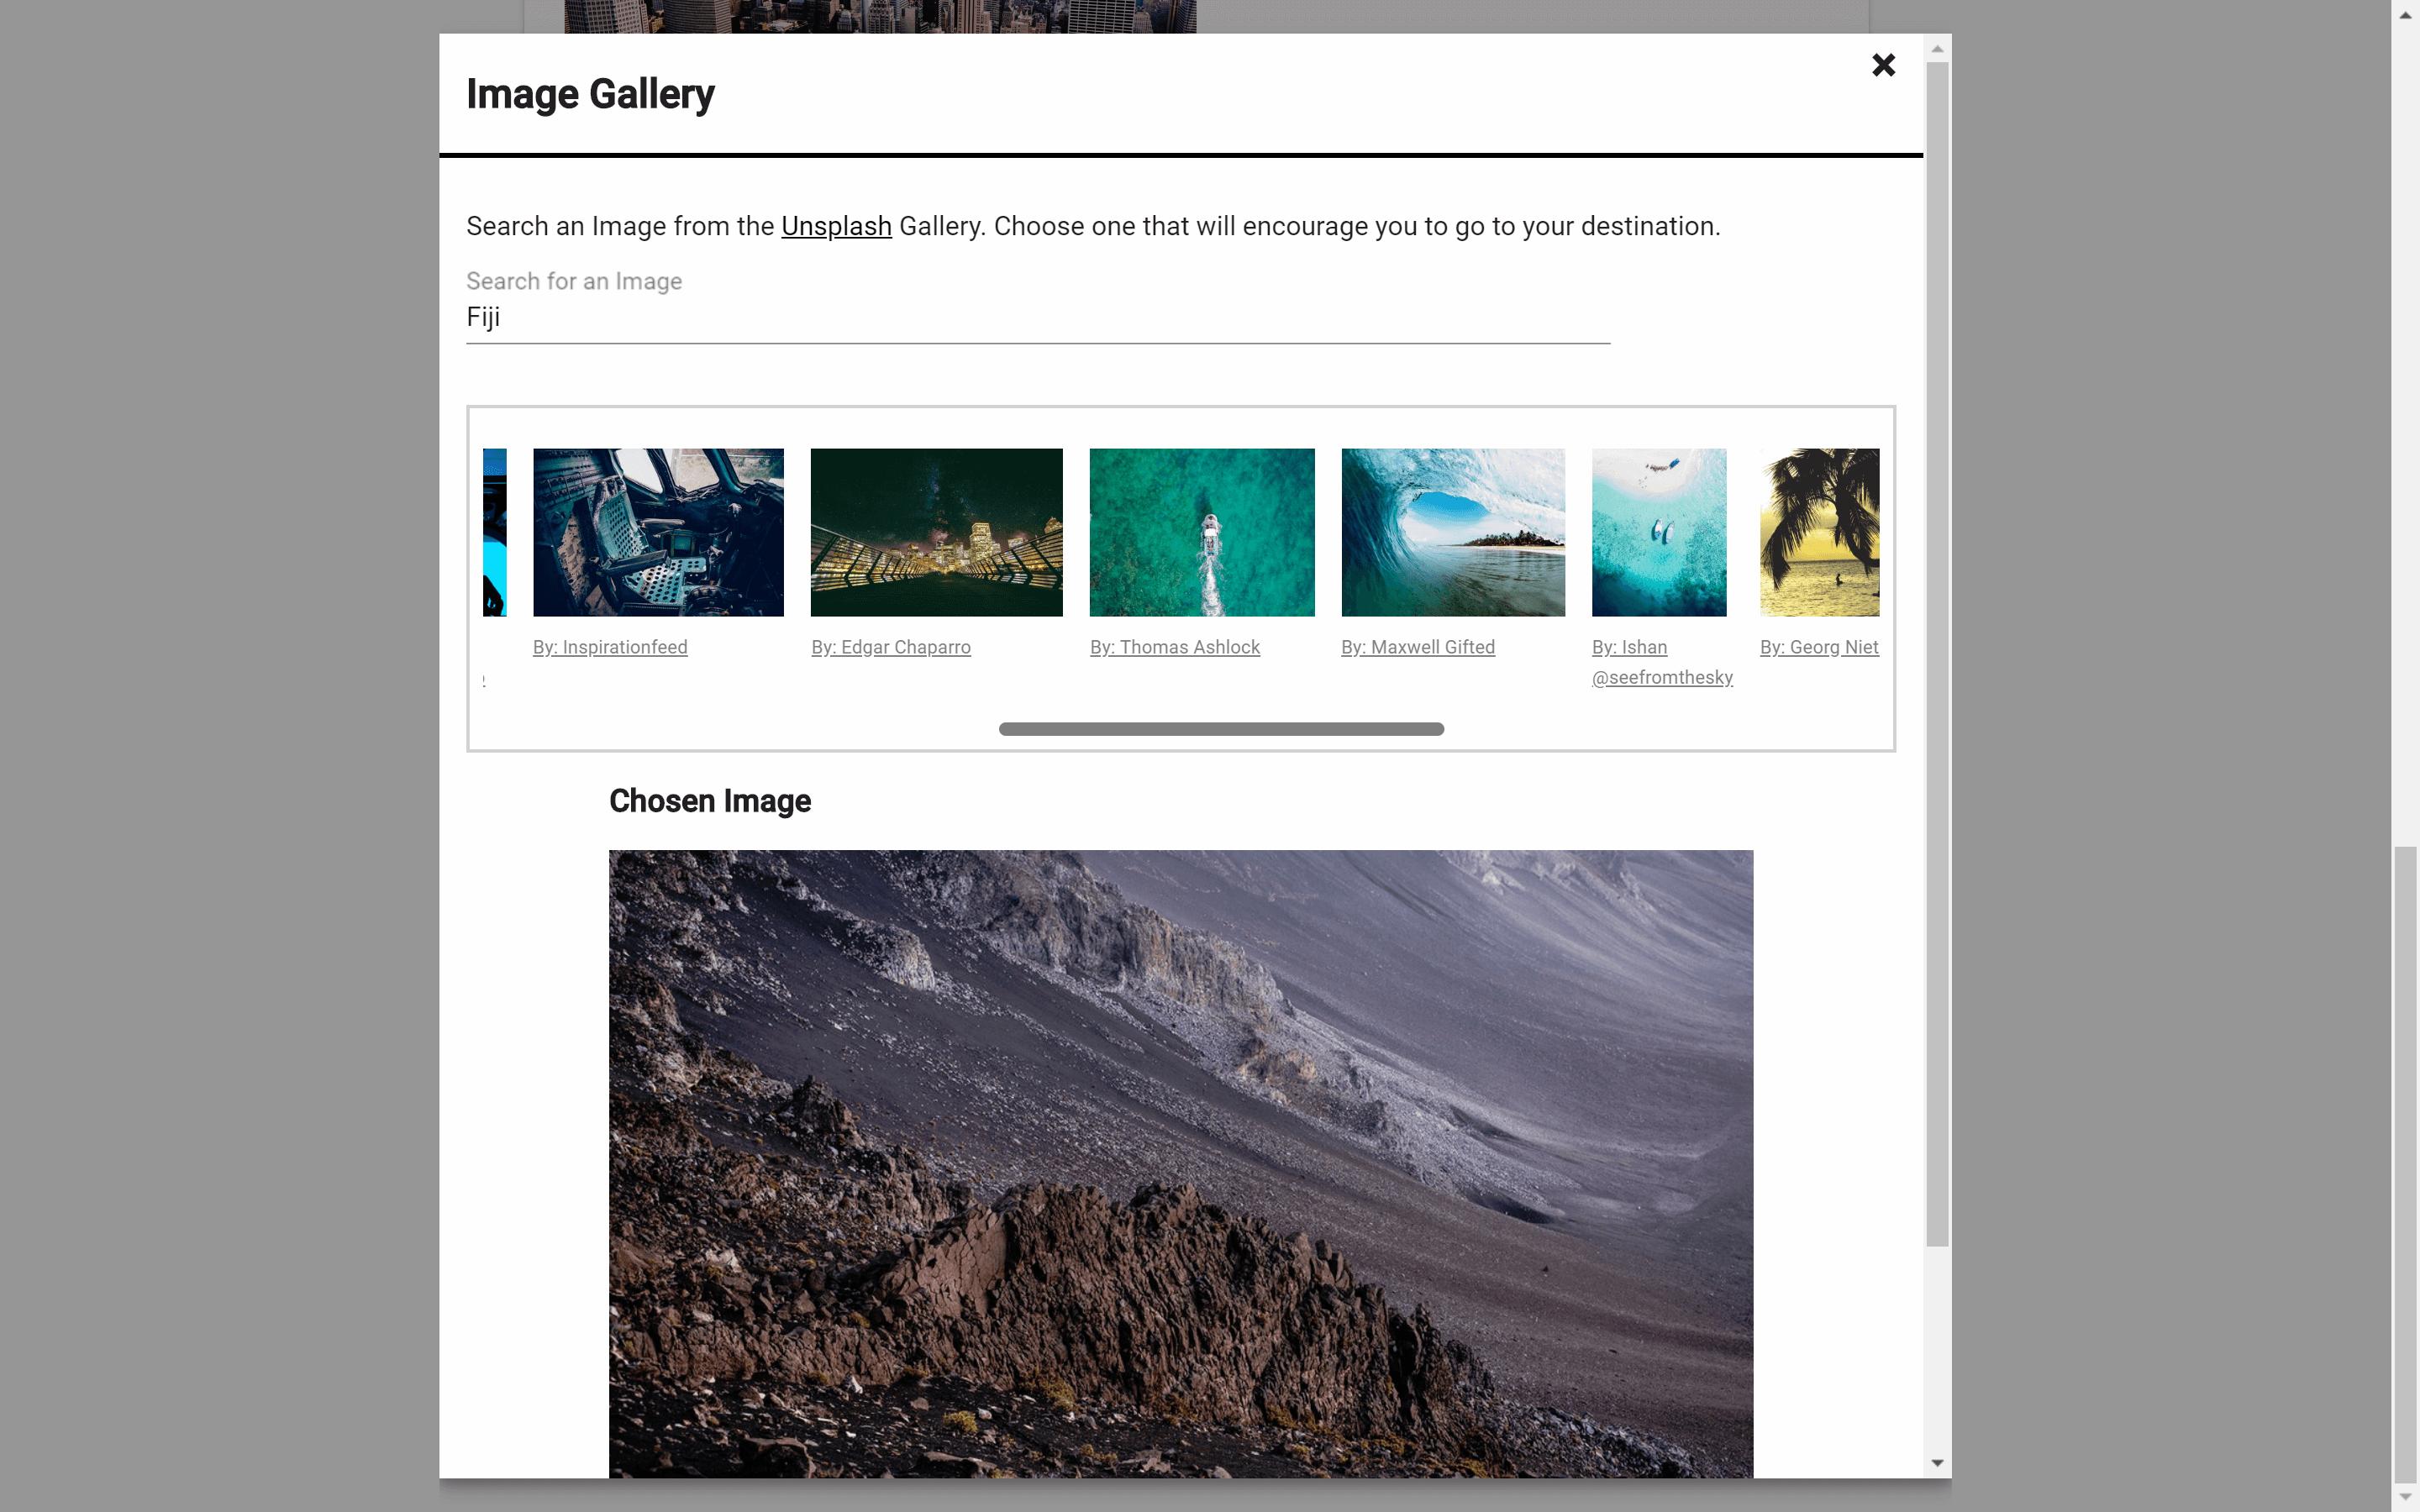 Image Gallery
Search an Image from the Unsplash Gallery. Choose one that will encourage you to go to your destination.
Search for an Image
Fiji
By: Inspirationfeed
By: Edgar Chaparro
By: Thomas Ashlock
By: Maxwell Gifted
By: Ishan
@seefromthesky
By: Georg Niet
Chosen Image